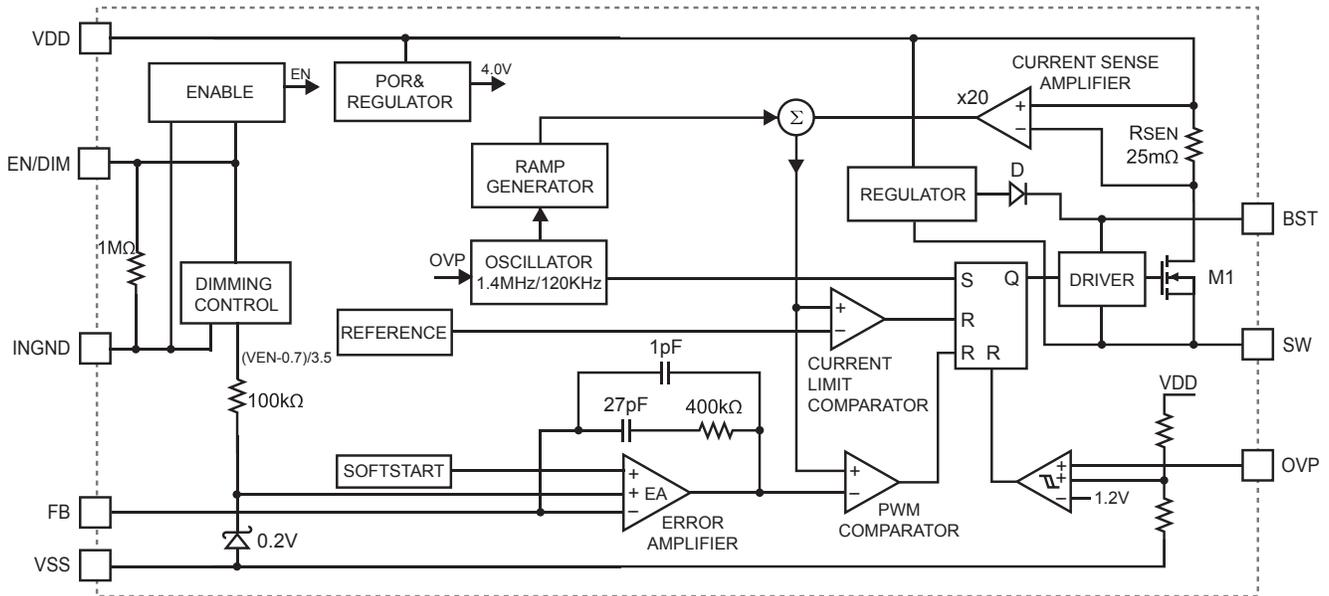 VDD
ENABLE
EN
POR&
REGULATOR
4.0V
CURRENT SENSE
AMPLIFIER
x20
Σ
+
−
RSEN
25mΩ
EN/DIM
RAMP
GENERATOR
REGULATOR
D
BST
1MΩ
DIMMING
CONTROL
OVP
OSCILLATOR
1.4MHz/120KHz
S
Q
R
R R
DRIVER
M1
INGND
REFERENCE
+
−
CURRENT
LIMIT
COMPARATOR
SW
(VEN-0.7)/3.5
100kΩ
1pF
27pF
400kΩ
VDD
SOFTSTART
+
+ EA
−
ERROR
AMPLIFIER
+
−
PWM
COMPARATOR
+
+
−
1.2V
OVP
FB
0.2V
VSS